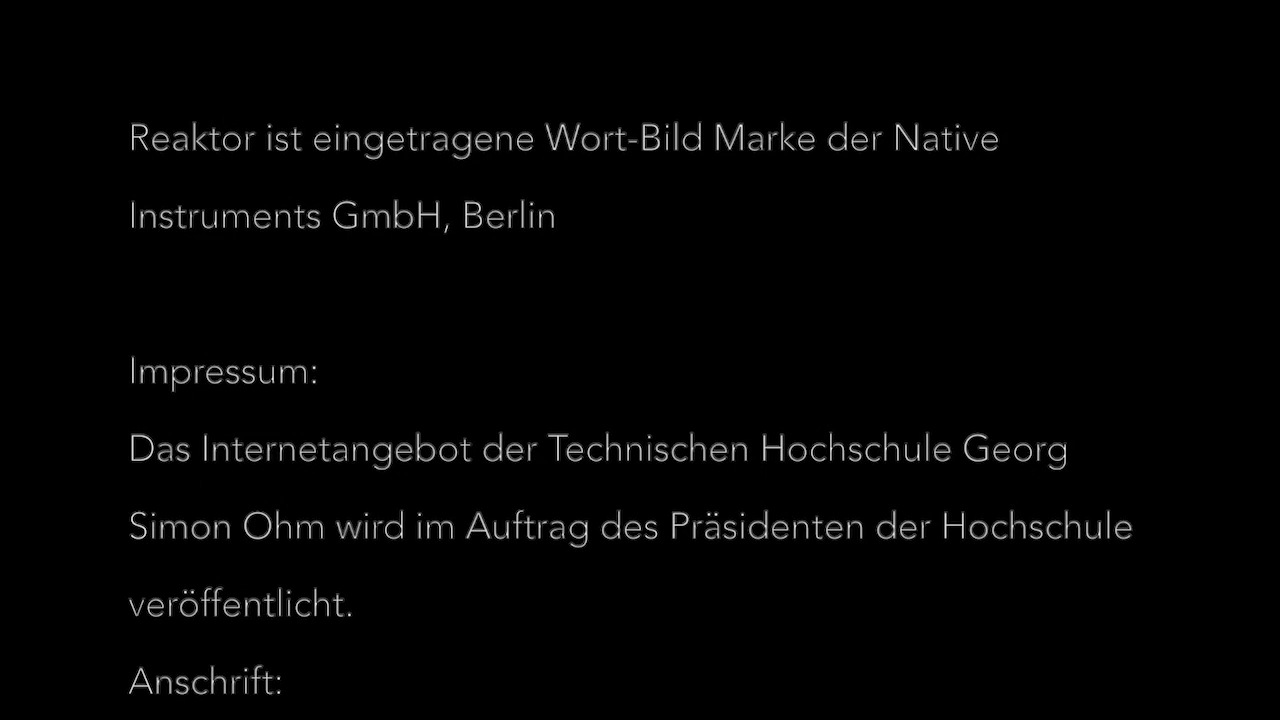 Reaktor ist eingetragene Wort-Bild Marke der Native
Instruments GmbH, Berlin
Impressum:
Das Internetangebot der Technischen Hochschule Georg
Simon Ohm wird im Auftrag des Präsidenten der Hochschule
veröffentlicht.
Anschrift: